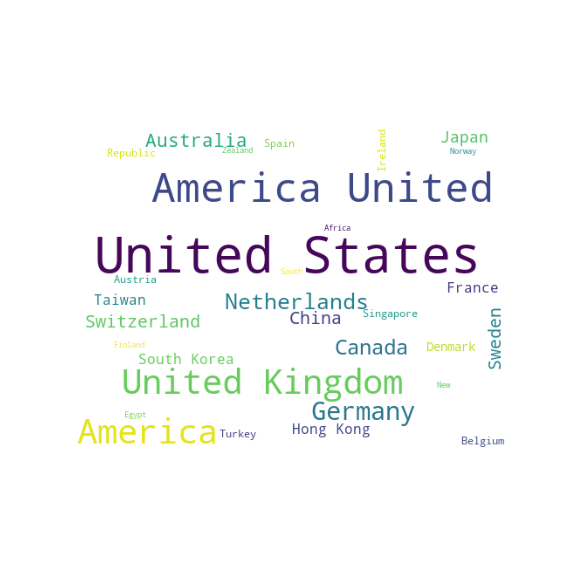 Australia
Spain
Japan
Republic
Zealand
Ireland
Norway
America United
Africa
United States
South
Austria
France
Taiwan
Netherlands
Switzerland
China
Singapore
Sweden
Finland
Canada
Denmark
South Korea
United Kingdom
New
Egypt
Germany
America
Turkey
Hong Kong
Belgium